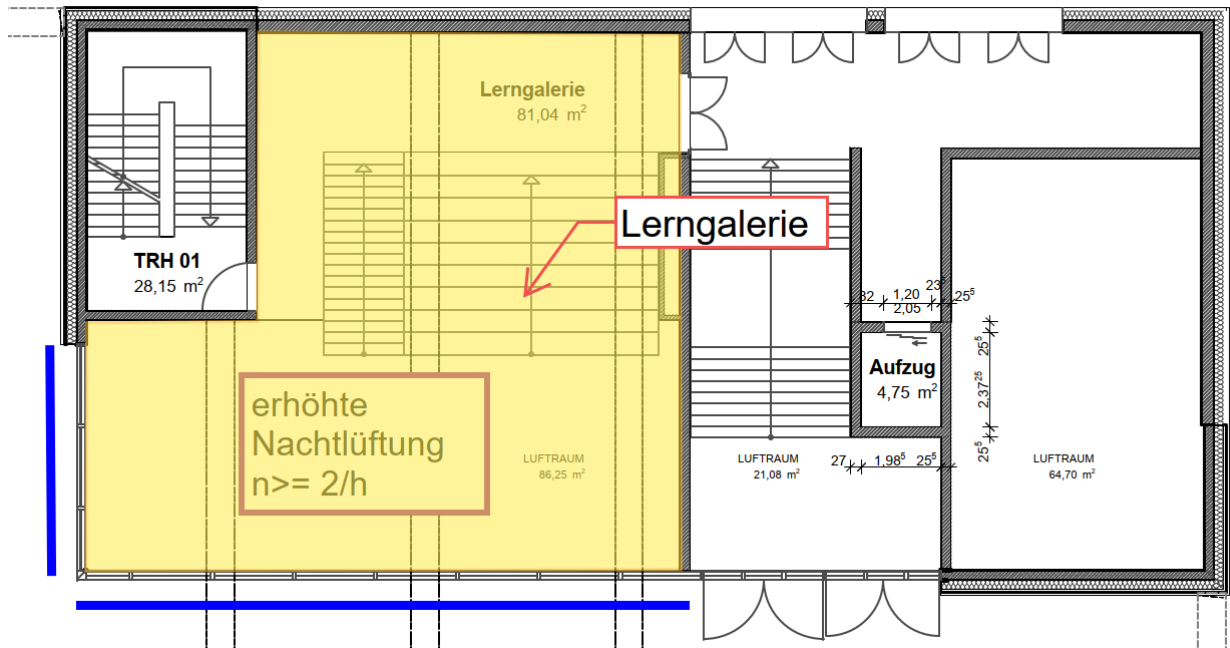 Lerngalerie
81,04 m²
Lerngalerie
TRH 01
28,15 m²
32
1,20
2,05
23⁵
25⁵
Aufzug
4,75 m²
25⁵
2,37²⁵
25⁵
erhöhte
Nachtlüftung
n>= 2/h
LUFTRAUM
86,25 m²
LUFTRAUM
21,08 m²
27
1,98⁵
25⁵
LUFTRAUM
64,70 m²